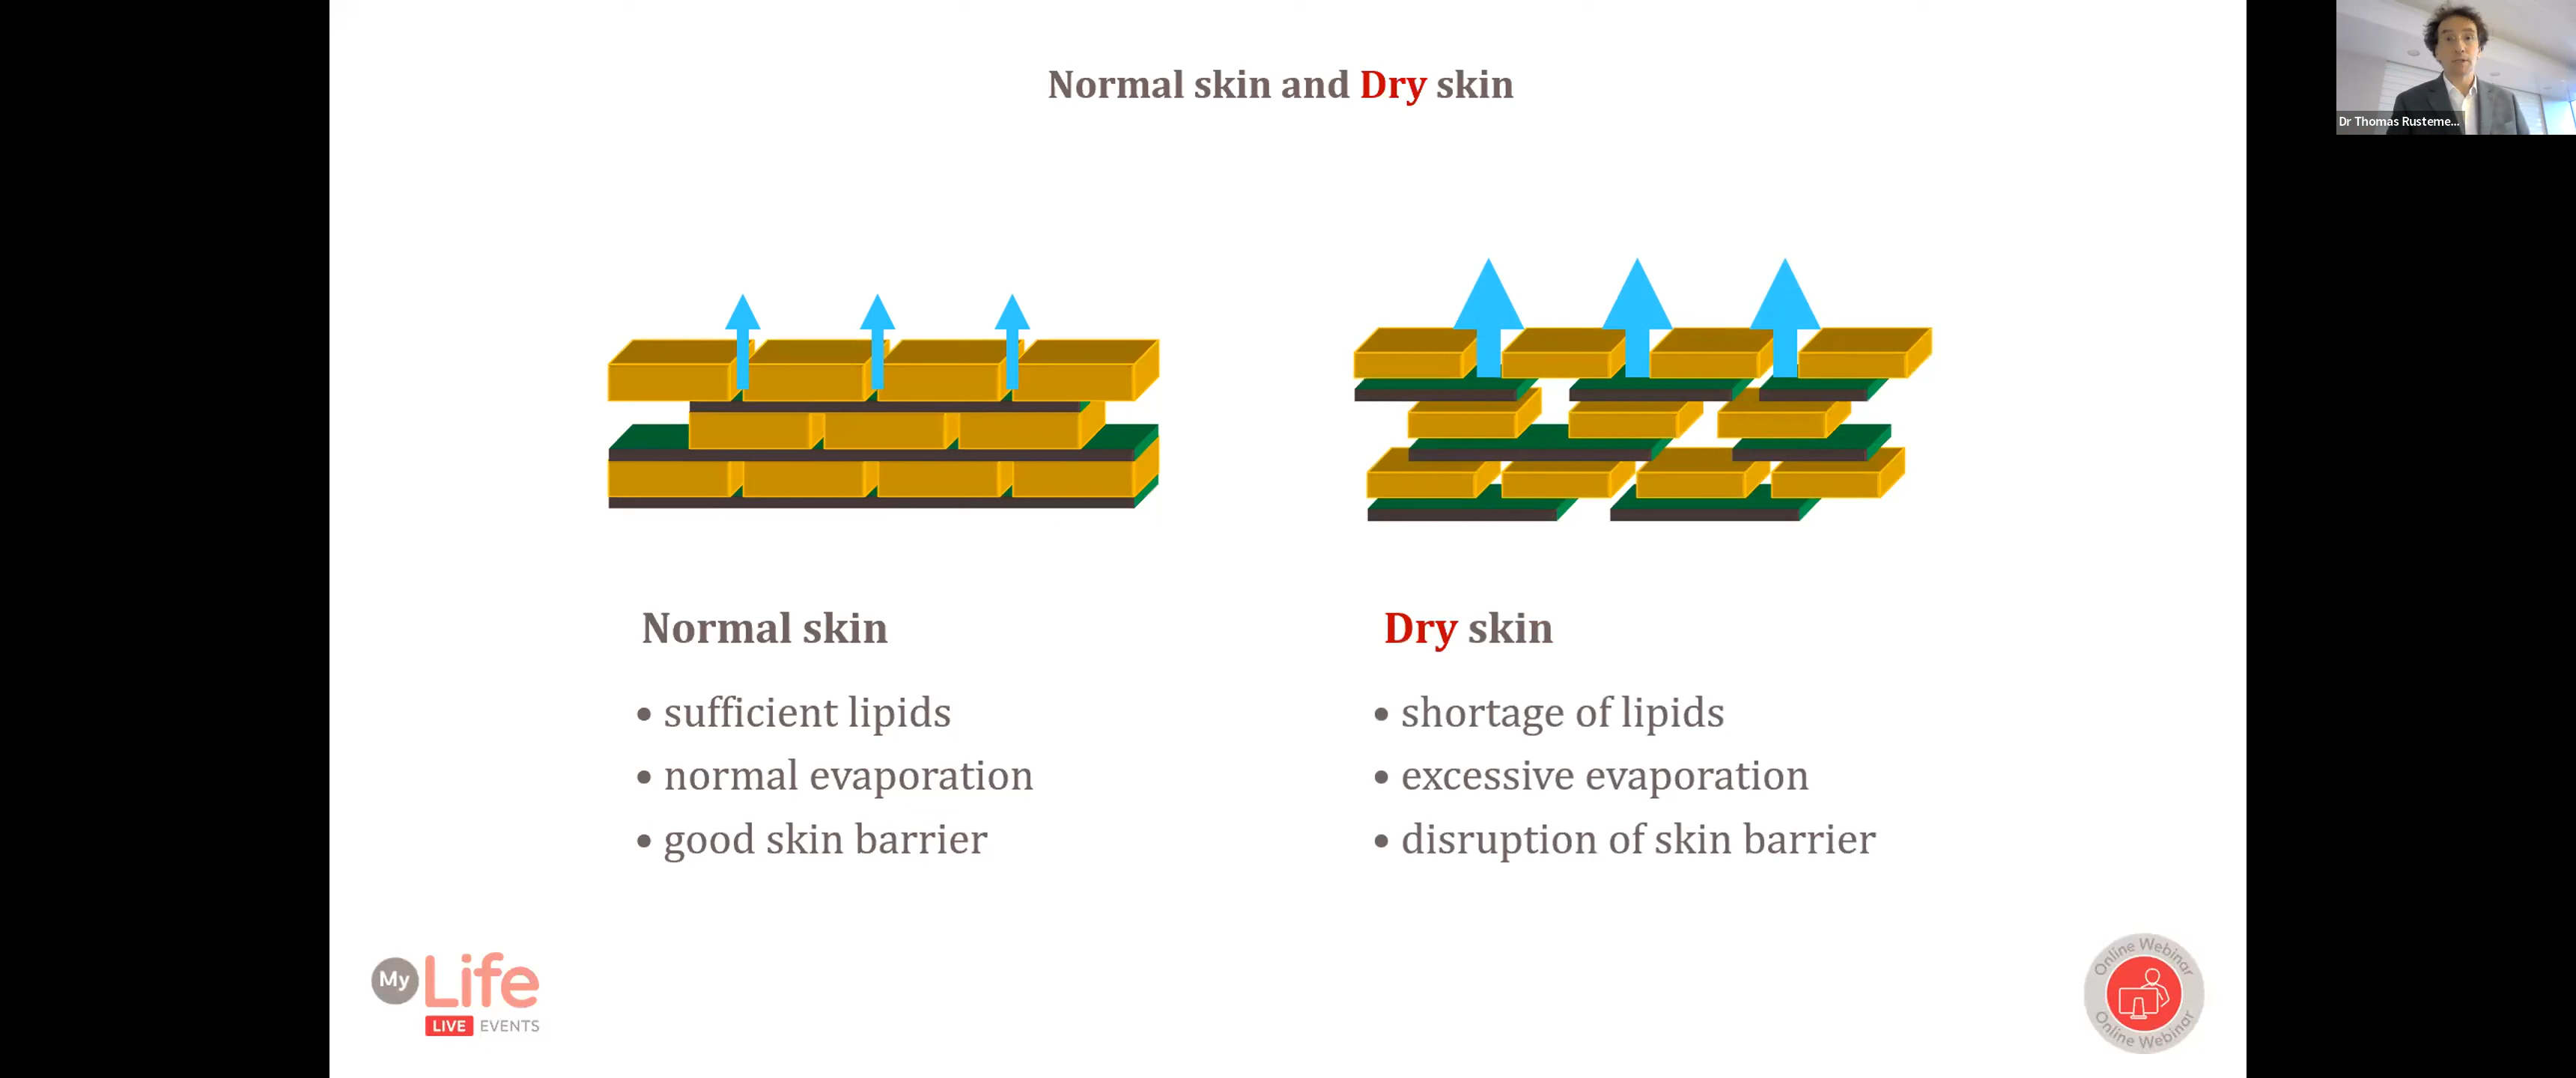 Normal skin and Dry skin
Dr Thomas Rusteme...
Normal skin
• sufficient lipids
• normal evaporation
• good skin barrier
Dry skin
• shortage of lipids
• excessive evaporation
• disruption of skin barrier
My Life
LIVE EVENTS
Online Webinar
Online Webinar